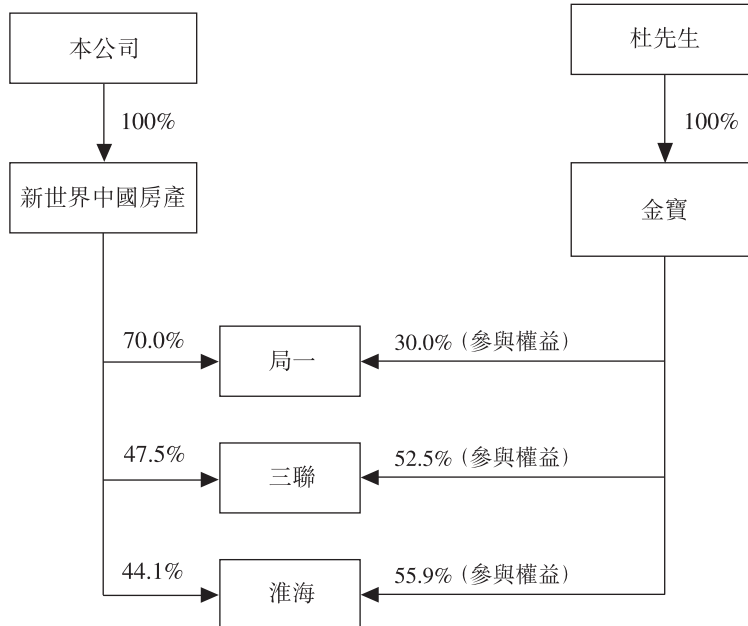 本公司
杜先生
100%
100%
新世界中國房產
金寶
70.0%
局一
30.0% (參與權益)
47.5%
三聯
52.5% (參與權益)
44.1%
淮海
55.9% (參與權益)